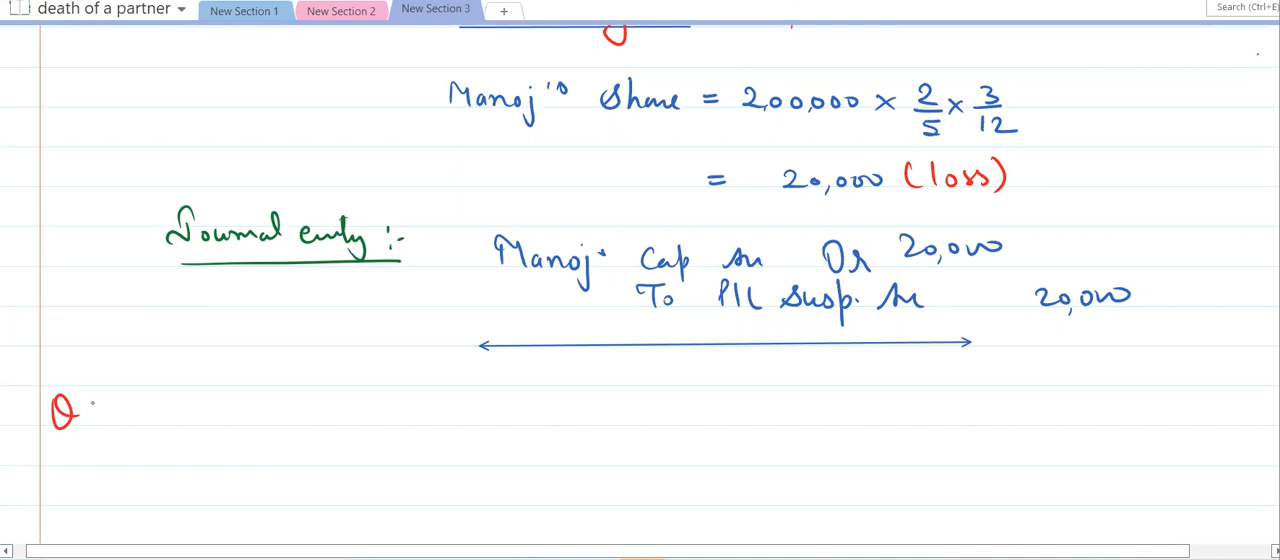 death of a partner New Section 1 New Section 2 New Section 3 + Search (Ctrl+E)
Manoj's Share = 2,00,000 × 2/5 × 3/12
= 20,000 (loss)
Journal enty :-
Manoj's Cap A/c Dr 20,000
To P/L susp. A/c 20,000
Q.